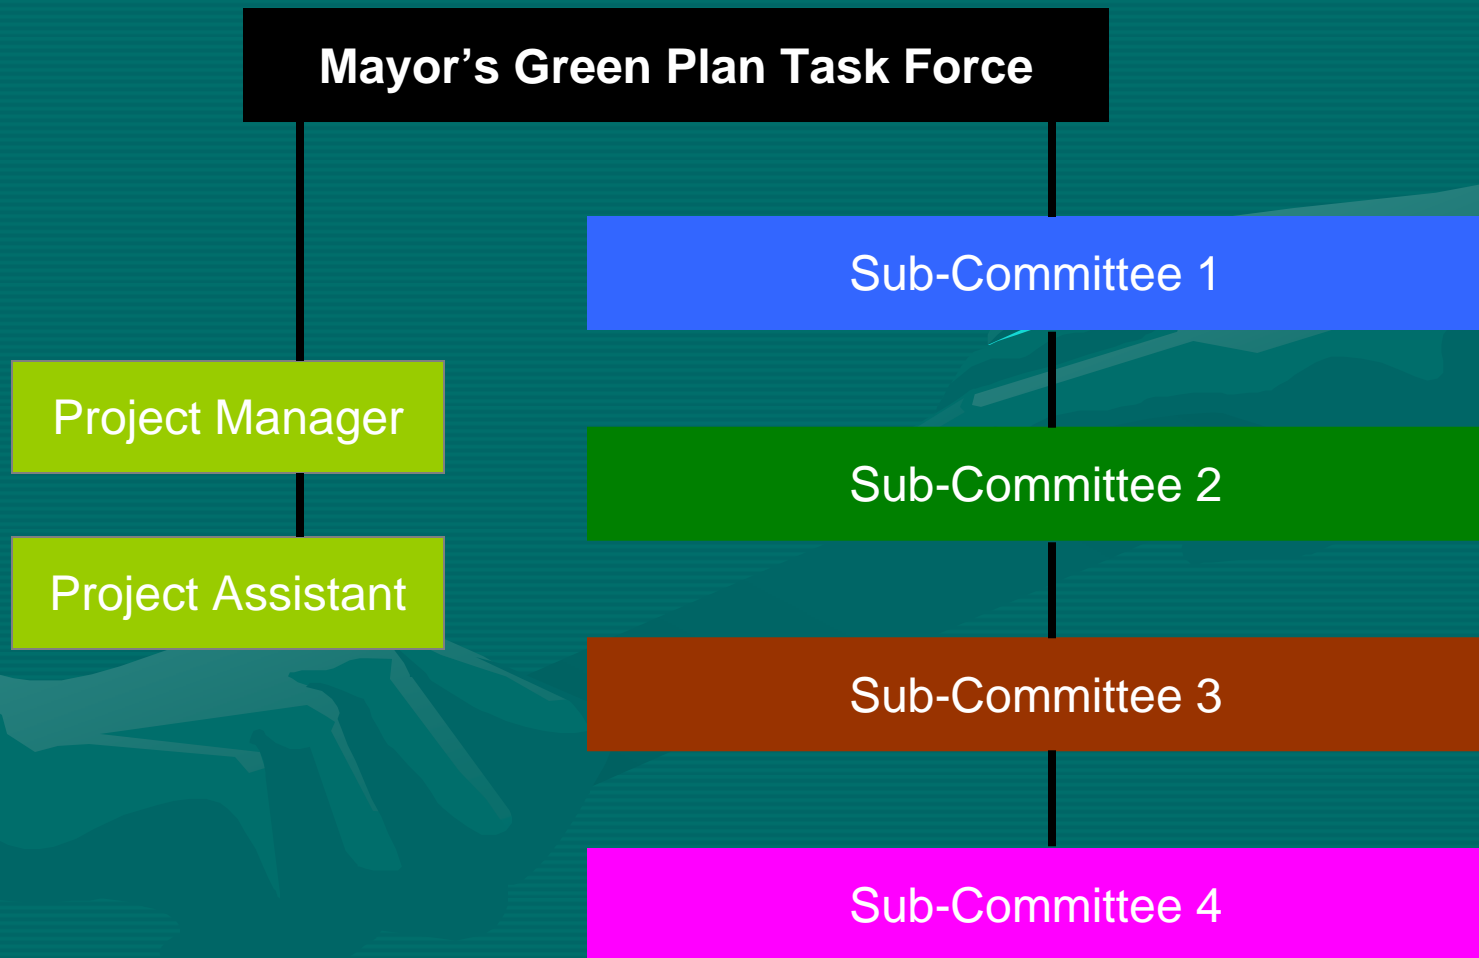 Mayor’s Green Plan Task Force
Sub-Committee 1
Project Manager
Sub-Committee 2
Project Assistant
Sub-Committee 3
Sub-Committee 4